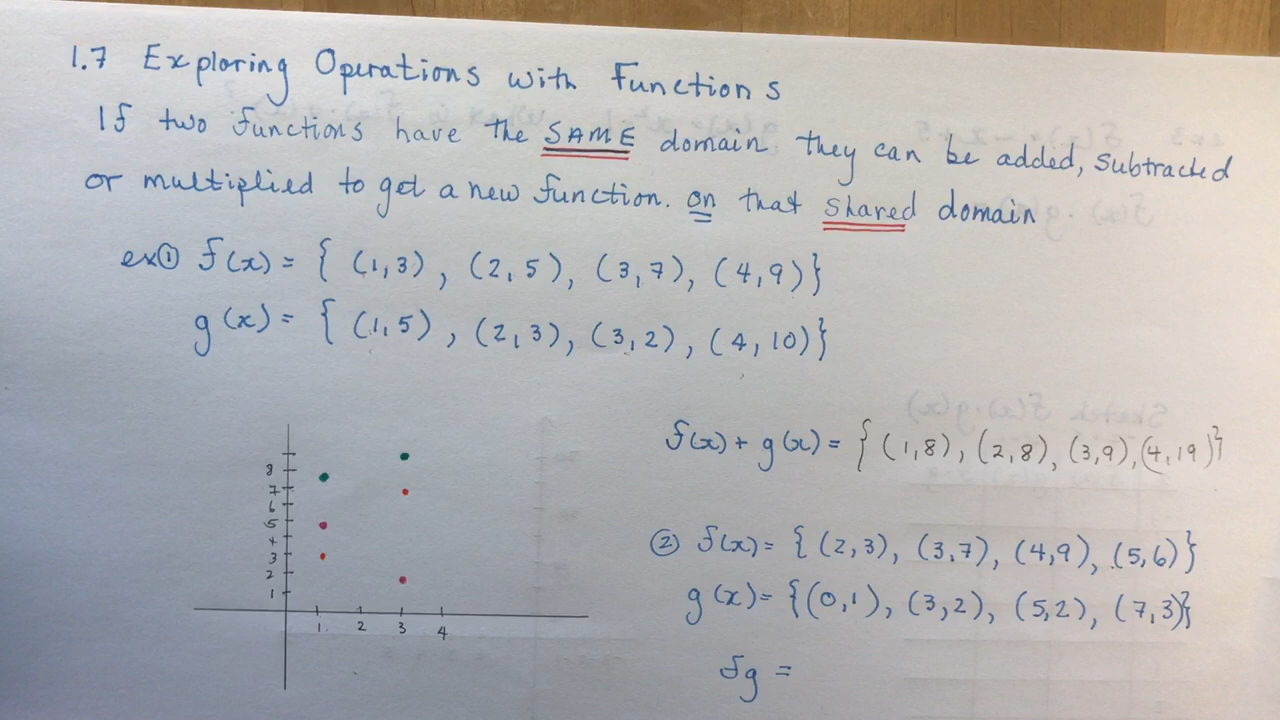 1.7 Exploring Operations with Functions
If two functions have the SAME domain they can be added, subtracted
or multiplied to get a new function. on that shared domain
ex① f(x) = { (1,3), (2,5), (3,7), (4,9)}
g(x) = { (1,5), (2,3), (3,2), (4,10)}
f(x) + g(x) = { (1,8), (2,8), (3,9), (4,19)}
8
7
6
5
4
3
2
1
1 2 3 4
② f(x) = { (2,3), (3,7), (4,9), (5,6)}
g(x) = {(0,1), (3,2), (5,2), (7,3)}
fg =